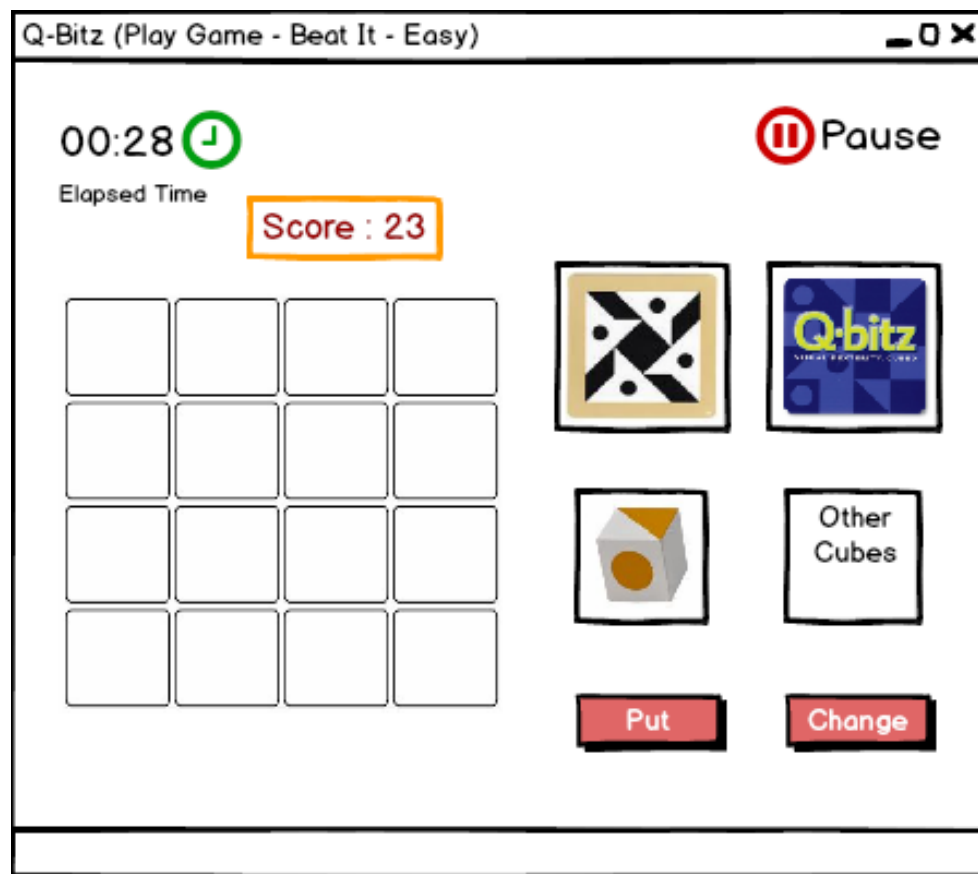 Q-Bitz (Play Game - Beat It - Easy)
00:28
Pause
Elapsed Time
Score : 23
Q-bitz
Other
Cubes
Put
Change